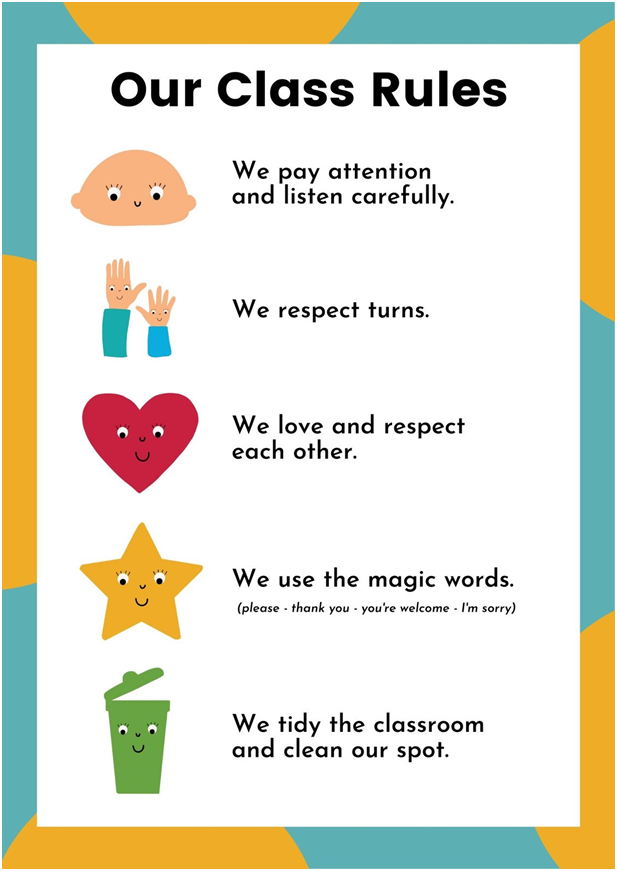 Our Class Rules
We pay attention
and listen carefully.
We respect turns.
We love and respect
each other.
We use the magic words.
(please - thank you - you're welcome - I'm sorry)
We tidy the classroom
and clean our spot.